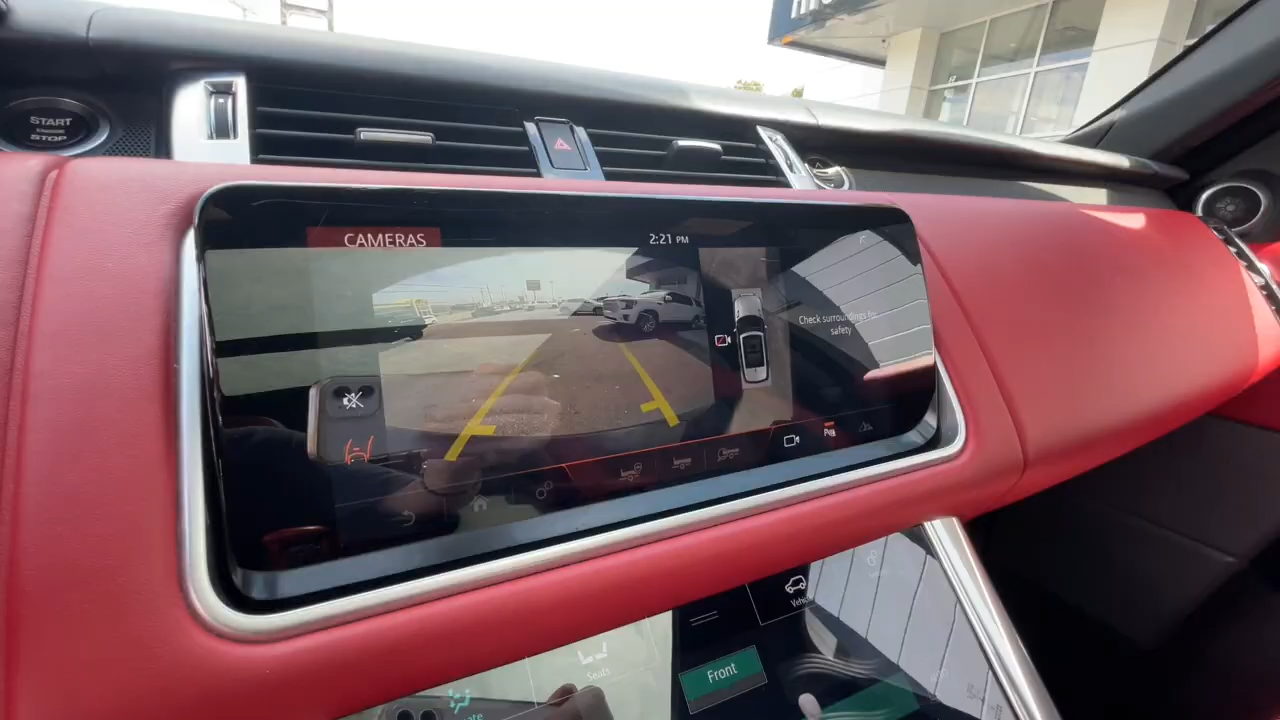 START
STOP
CAMERAS
2:21 PM
Check surroundings for
safety
Vehicle
Seats
Front